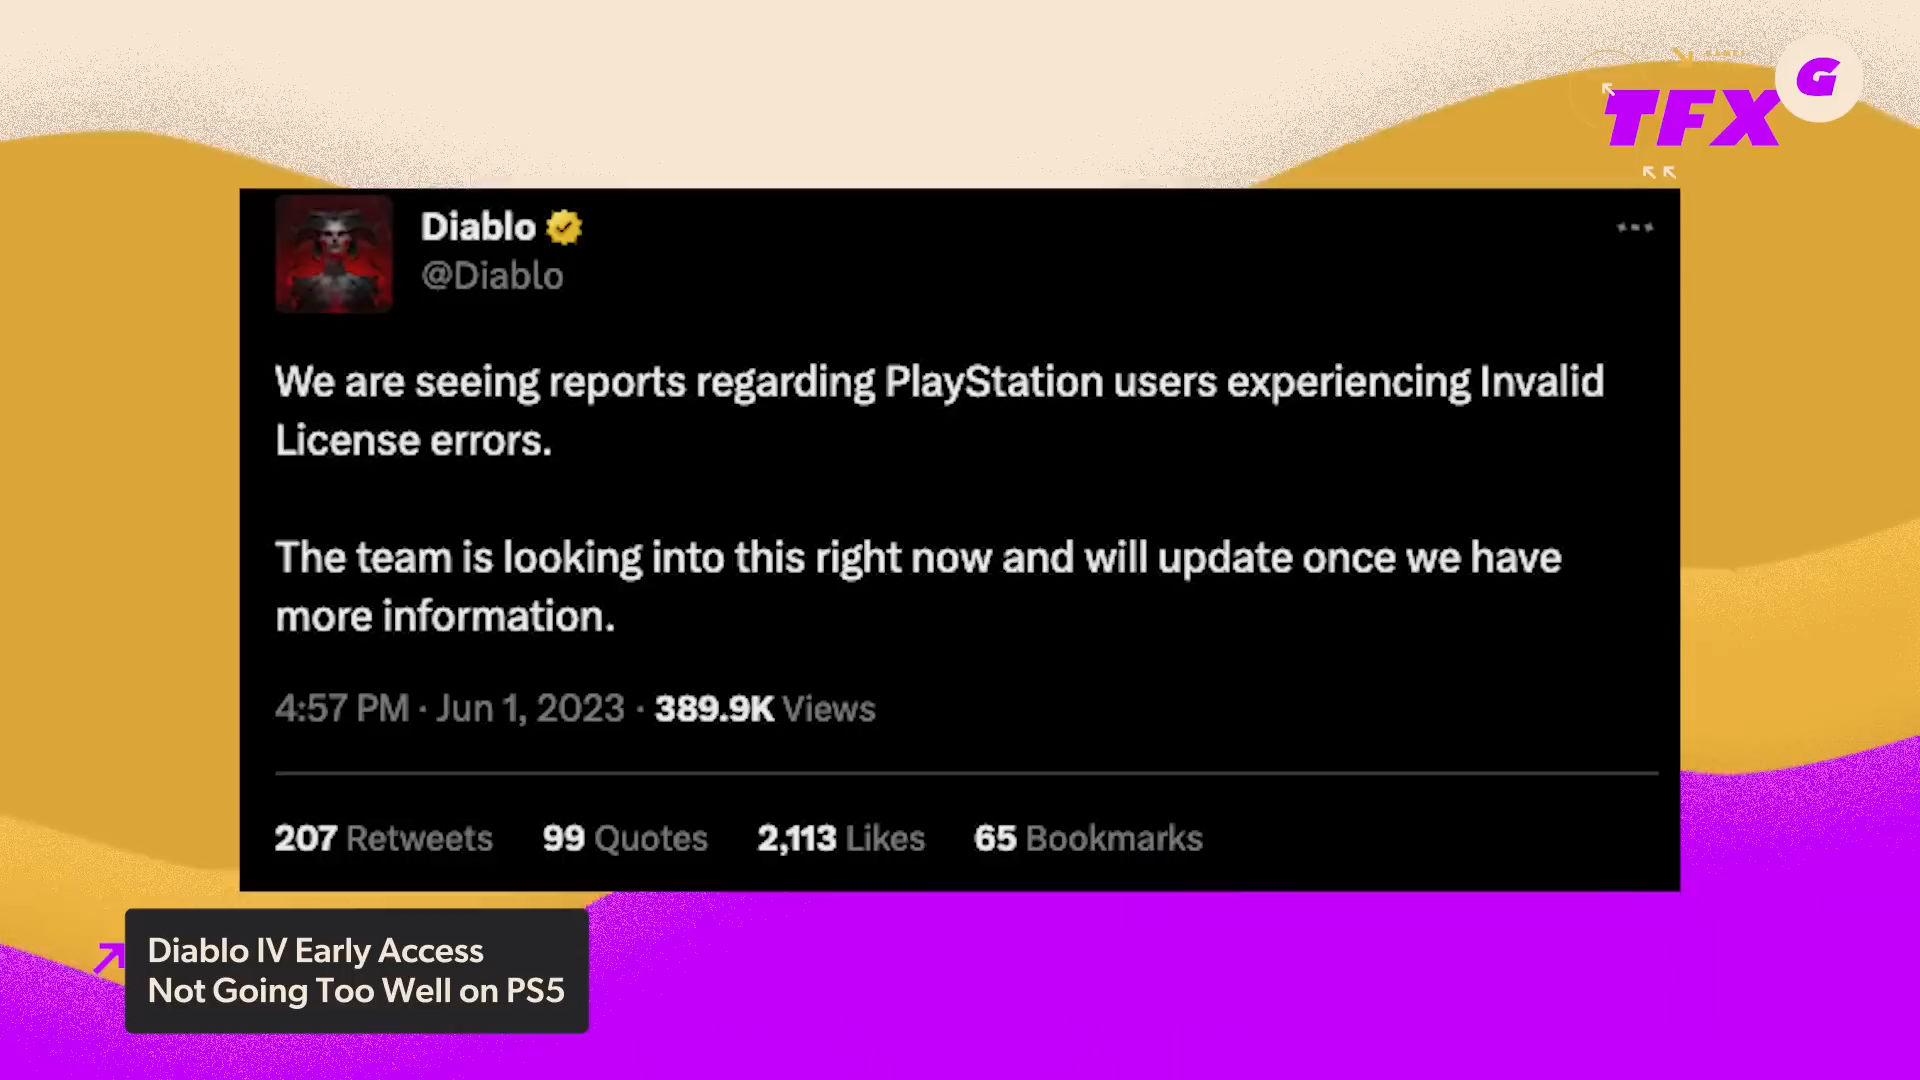 GAMES
TFX
G
Diablo
@Diablo
We are seeing reports regarding PlayStation users experiencing Invalid
License errors.
The team is looking into this right now and will update once we have
more information.
4:57 PM · Jun 1, 2023 · 389.9K Views
207 Retweets 99 Quotes 2,113 Likes 65 Bookmarks
Diablo IV Early Access
Not Going Too Well on PS5